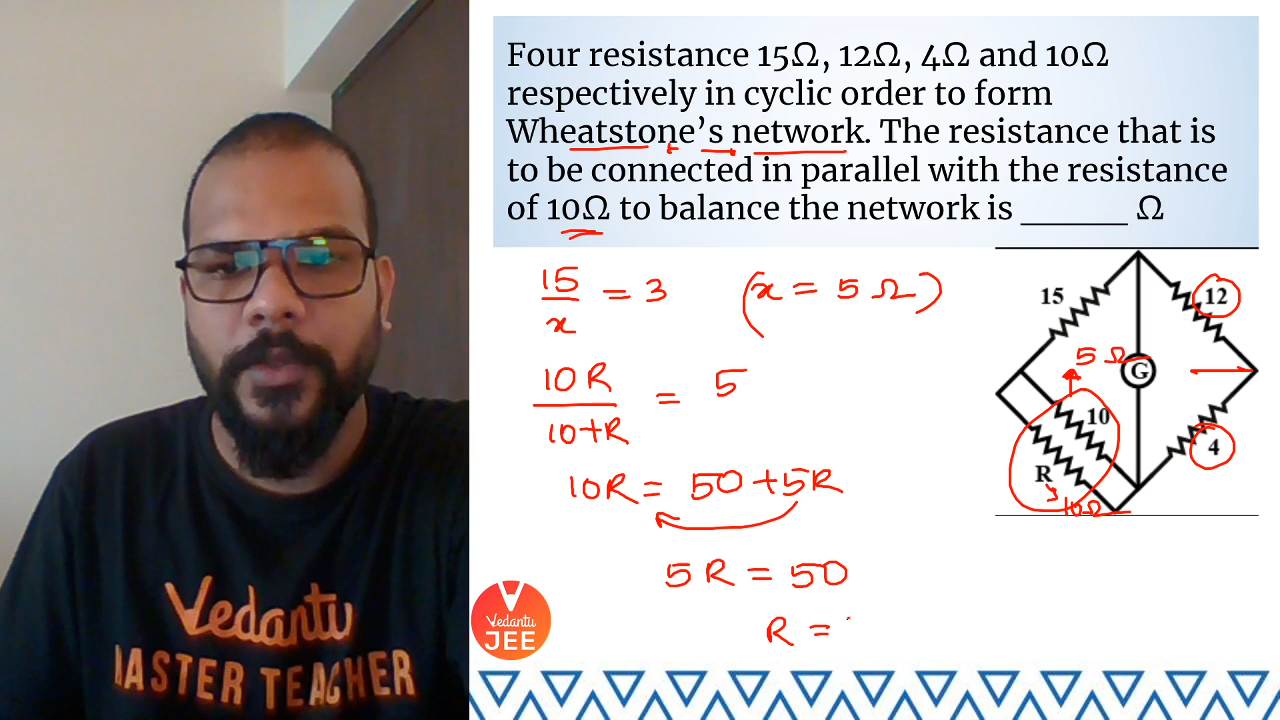 Four resistance 15Ω, 12Ω, 4Ω and 10Ω
respectively in cyclic order to form
Wheatstone's network. The resistance that is
to be connected in parallel with the resistance
of 10Ω to balance the network is ______ Ω
15/x = 3 (x = 5 Ω)
10R/10+R = 5
10R = 50 + 5R
5R = 50
R =
15
12
5 Ω
G
10
4
R
10Ω
Vedantu
JEE
Vedantu
MASTER TEACHER